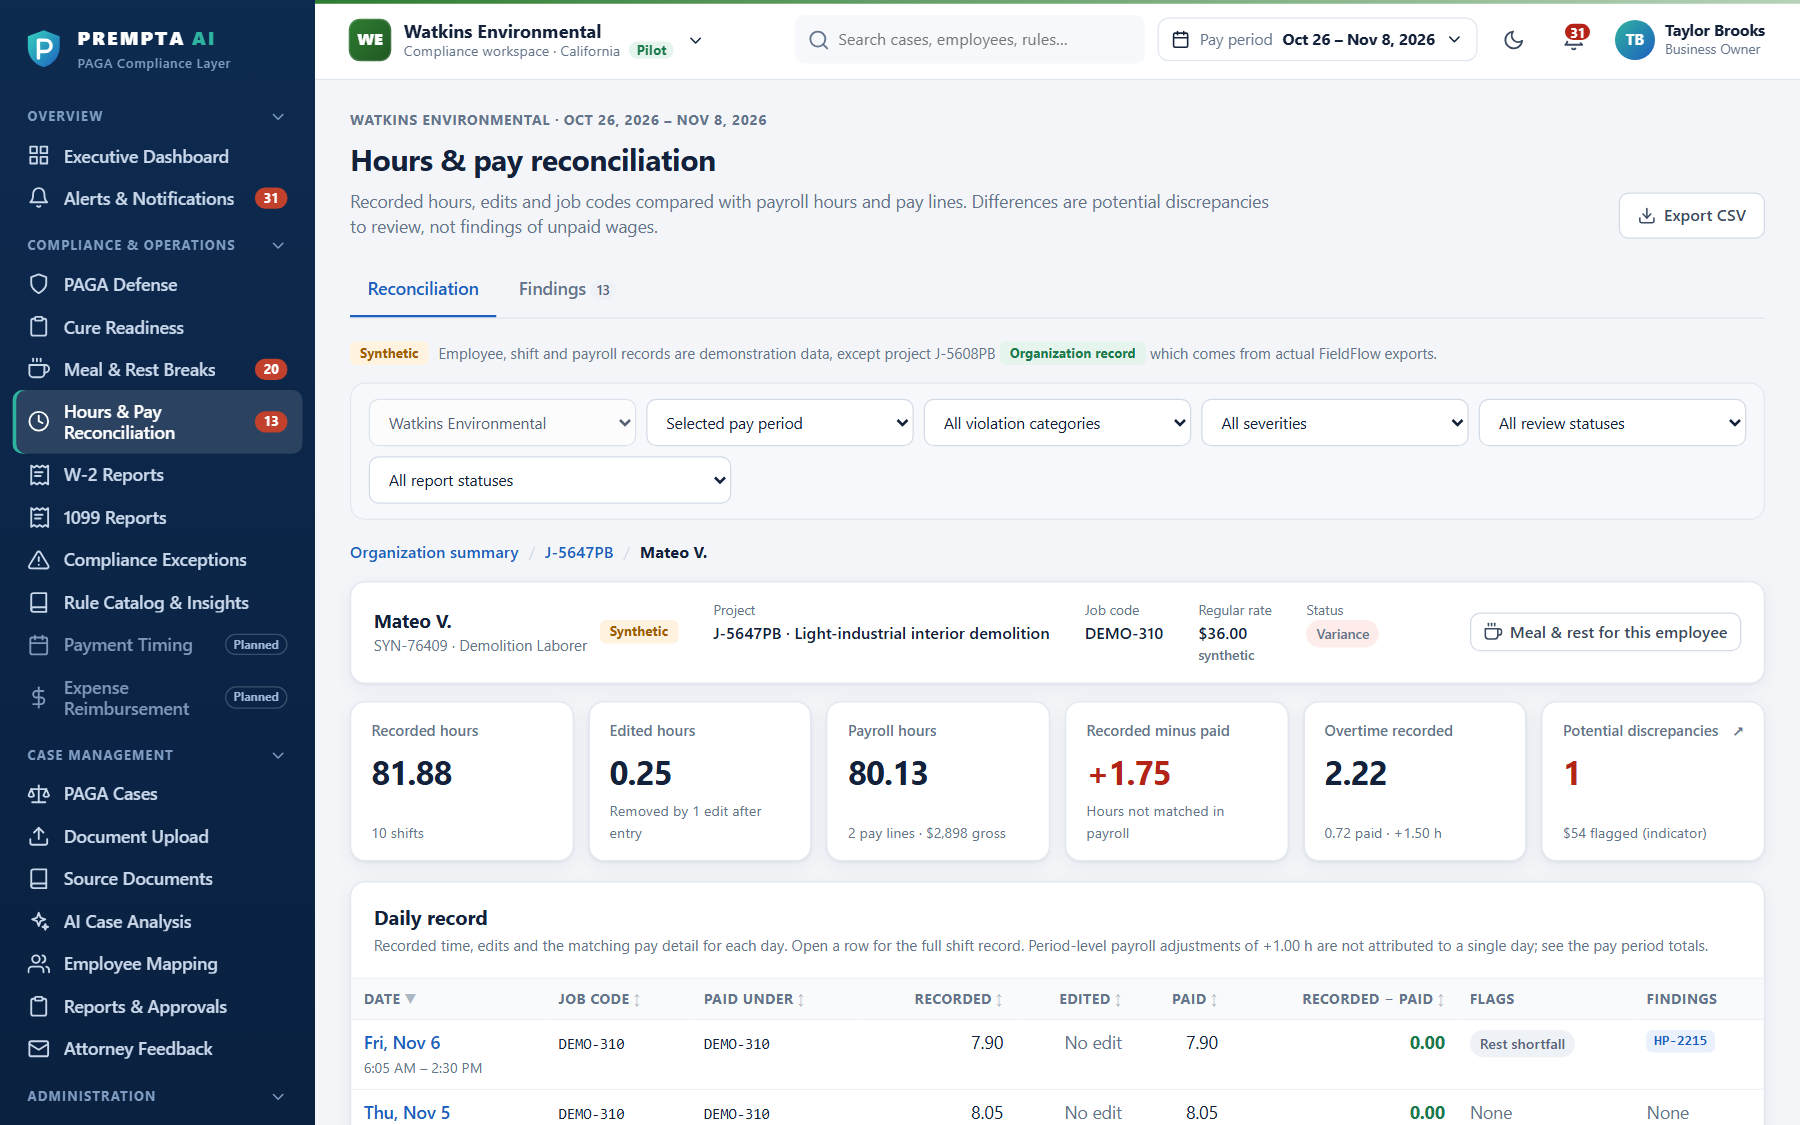 PREMPTA AI
PAGA Compliance Layer
OVERVIEW
Executive Dashboard
Alerts & Notifications 31
COMPLIANCE & OPERATIONS
PAGA Defense
Cure Readiness
Meal & Rest Breaks 20
Hours & Pay
Reconciliation 13
W-2 Reports
1099 Reports
Compliance Exceptions
Rule Catalog & Insights
Payment Timing Planned
Expense
Reimbursement Planned
CASE MANAGEMENT
PAGA Cases
Document Upload
Source Documents
AI Case Analysis
Employee Mapping
Reports & Approvals
Attorney Feedback
ADMINISTRATION
WE
Watkins Environmental
Compliance workspace · California Pilot
Search cases, employees, rules...
Pay period Oct 26 – Nov 8, 2026
31
TB
Taylor Brooks
Business Owner
WATKINS ENVIRONMENTAL · OCT 26, 2026 – NOV 8, 2026
Hours & pay reconciliation
Recorded hours, edits and job codes compared with payroll hours and pay lines. Differences are potential discrepancies
to review, not findings of unpaid wages.
Export CSV
Reconciliation
Findings 13
Synthetic Employee, shift and payroll records are demonstration data, except project J-5608PB Organization record which comes from actual FieldFlow exports.
Watkins Environmental
Selected pay period
All violation categories
All severities
All review statuses
All report statuses
Organization summary / J-5647PB / Mateo V.
Mateo V.
SYN-76409 · Demolition Laborer
Synthetic
Project
J-5647PB · Light-industrial interior demolition
Job code
DEMO-310
Regular rate
$36.00
synthetic
Status
Variance
Meal & rest for this employee
Recorded hours
81.88
10 shifts
Edited hours
0.25
Removed by 1 edit after
entry
Payroll hours
80.13
2 pay lines · $2,898 gross
Recorded minus paid
+1.75
Hours not matched in
payroll
Overtime recorded
2.22
0.72 paid · +1.50 h
Potential discrepancies ↗
1
$54 flagged (indicator)
Daily record
Recorded time, edits and the matching pay detail for each day. Open a row for the full shift record. Period-level payroll adjustments of +1.00 h are not attributed to a single day; see the pay period totals.
DATE ▼ JOB CODE ↕ PAID UNDER ↕ RECORDED ↕ EDITED ↕ PAID ↕ RECORDED − PAID ↕ FLAGS FINDINGS
Fri, Nov 6 DEMO-310 DEMO-310 7.90 No edit 7.90 0.00 Rest shortfall HP-2215
6:05 AM – 2:30 PM
Thu, Nov 5 DEMO-310 DEMO-310 8.05 No edit 8.05 0.00 None None